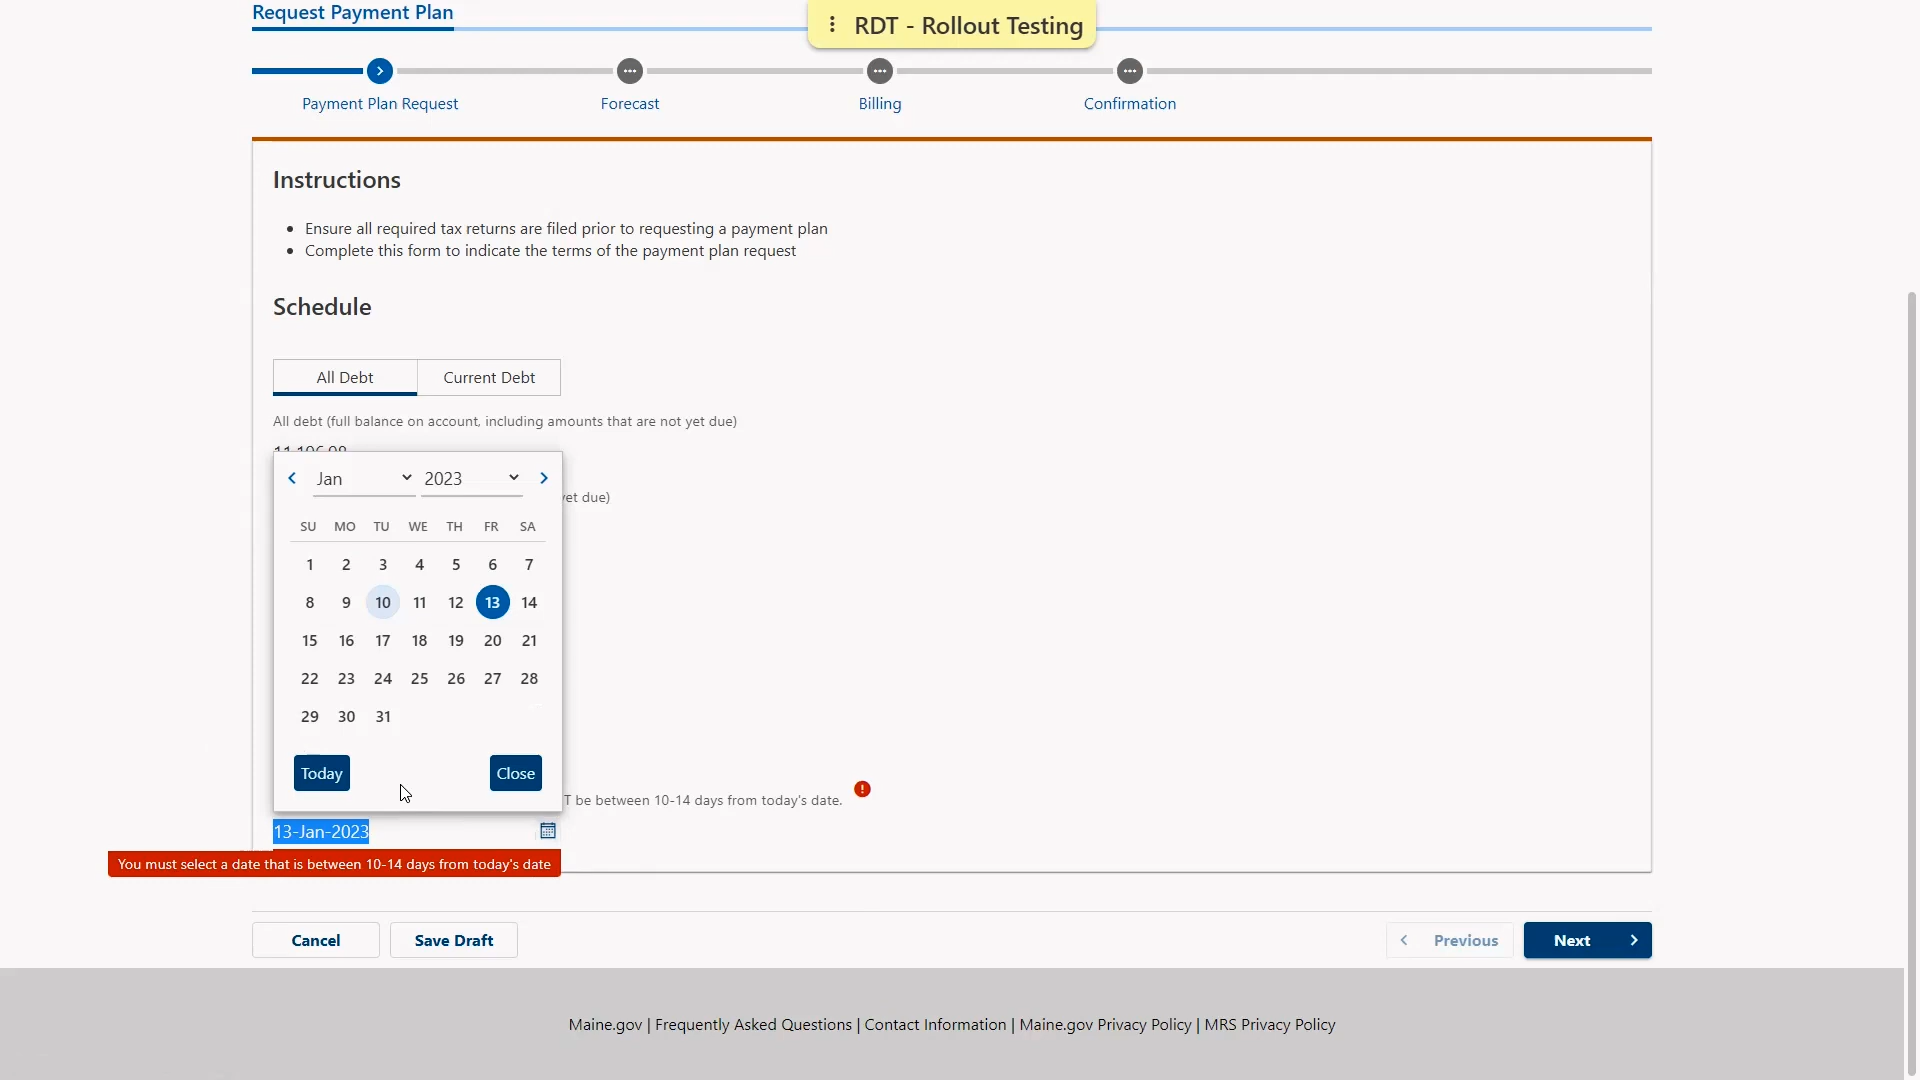 Request Payment Plan
RDT - Rollout Testing
Payment Plan Request
Forecast
Billing
Confirmation
Instructions
Ensure all required tax returns are filed prior to requesting a payment plan
Complete this form to indicate the terms of the payment plan request
Schedule
All Debt
Current Debt
All debt (full balance on account, including amounts that are not yet due)
Jan
2023
yet due)
SU MO TU WE TH FR SA
1 2 3 4 5 6 7
8 9 10 11 12 13 14
15 16 17 18 19 20 21
22 23 24 25 26 27 28
29 30 31
Today
Close
T be between 10-14 days from today's date.
13-Jan-2023
You must select a date that is between 10-14 days from today's date
Cancel
Save Draft
Previous
Next
Maine.gov | Frequently Asked Questions | Contact Information | Maine.gov Privacy Policy | MRS Privacy Policy